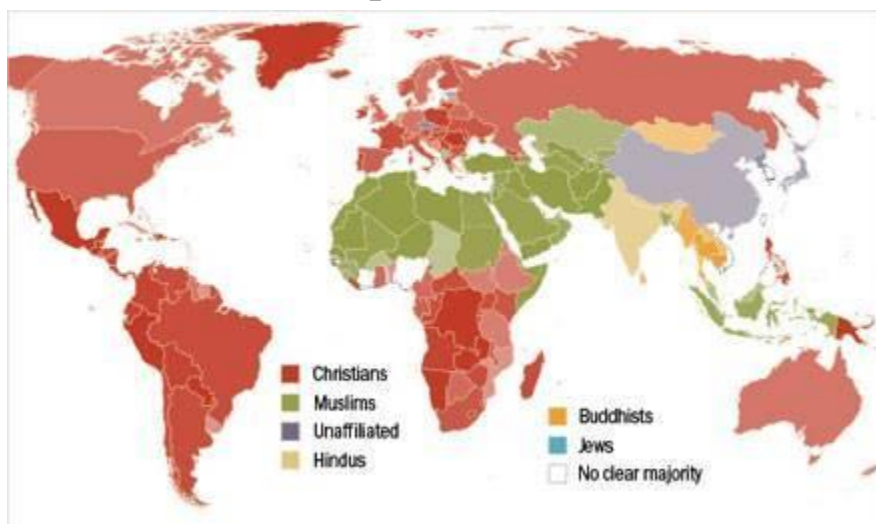 Christians
Muslims
Unaffiliated
Hindus
Buddhists
Jews
No clear majority